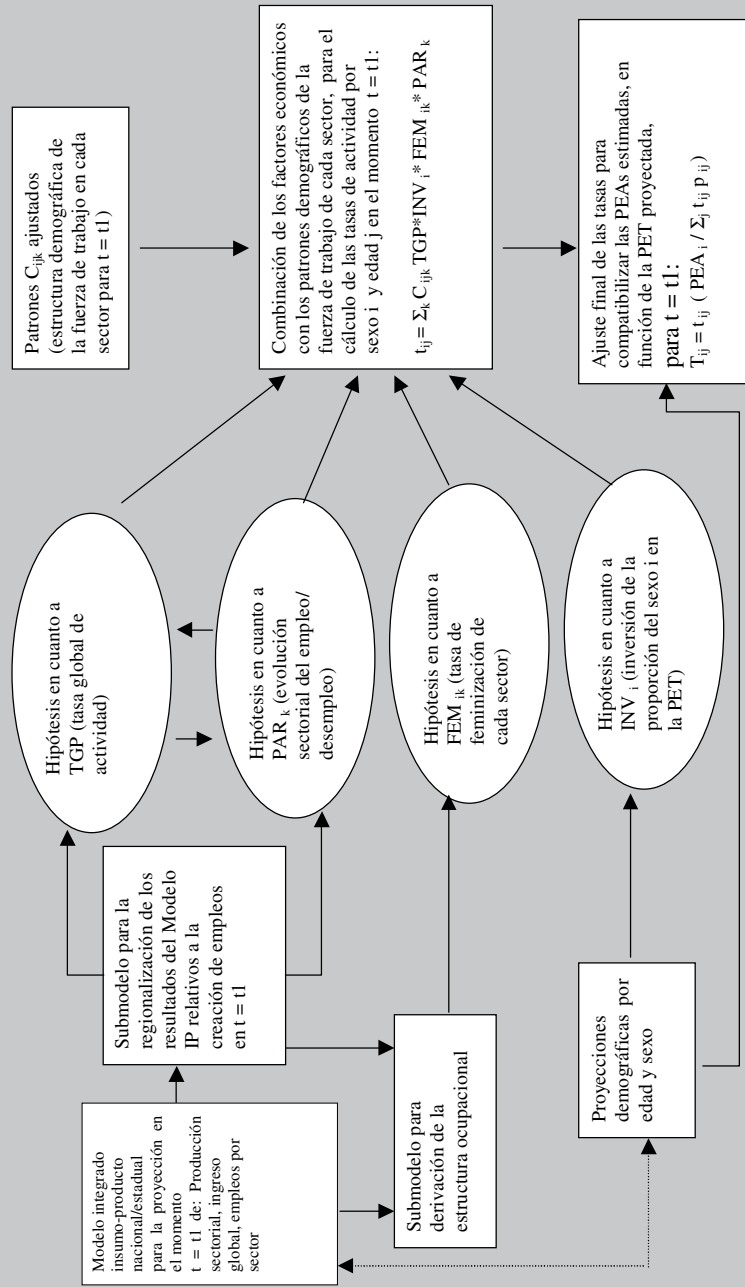 Modelo integrado
insumo-producto
nacional/estadual
para la proyección en
el momento
t = t1 de: Producción
sectorial, ingreso
global, empleos por
sector
Submodelo para la
regionalización de los
resultados del Modelo
IP relativos a la
creación de empleos
en t = t1
Submodelo para
derivación de la
estructura ocupacional
Proyecciones
demográficas por
edad y sexo
Hipótesis en cuanto a
TGP (tasa global de
actividad)
Hipótesis en cuanto a
PAR k (evolución
sectorial del empleo/
desempleo)
Hipótesis en cuanto a
FEM ik (tasa de
feminización de
cada sector)
Hipótesis en cuanto a
INV i (inversión de la
proporción del sexo i en
la PET)
Patrones Cijk ajustados
(estructura demográfica de
la fuerza de trabajo en cada
sector para t = t1)
Combinación de los factores económicos
con los patrones demográficos de la
fuerza de trabajo de cada sector, para el
cálculo de las tasas de actividad por
sexo i y edad j en el momento t = t1:
t ij = Σk C ijk TGP*INV i* FEM ik* PAR k
Ajuste final de las tasas para
compatibilizar las PEAs estimadas, en
función de la PET proyectada,
para t = t1:
T ij = t ij ( PEA i / Σj t ij p ij)